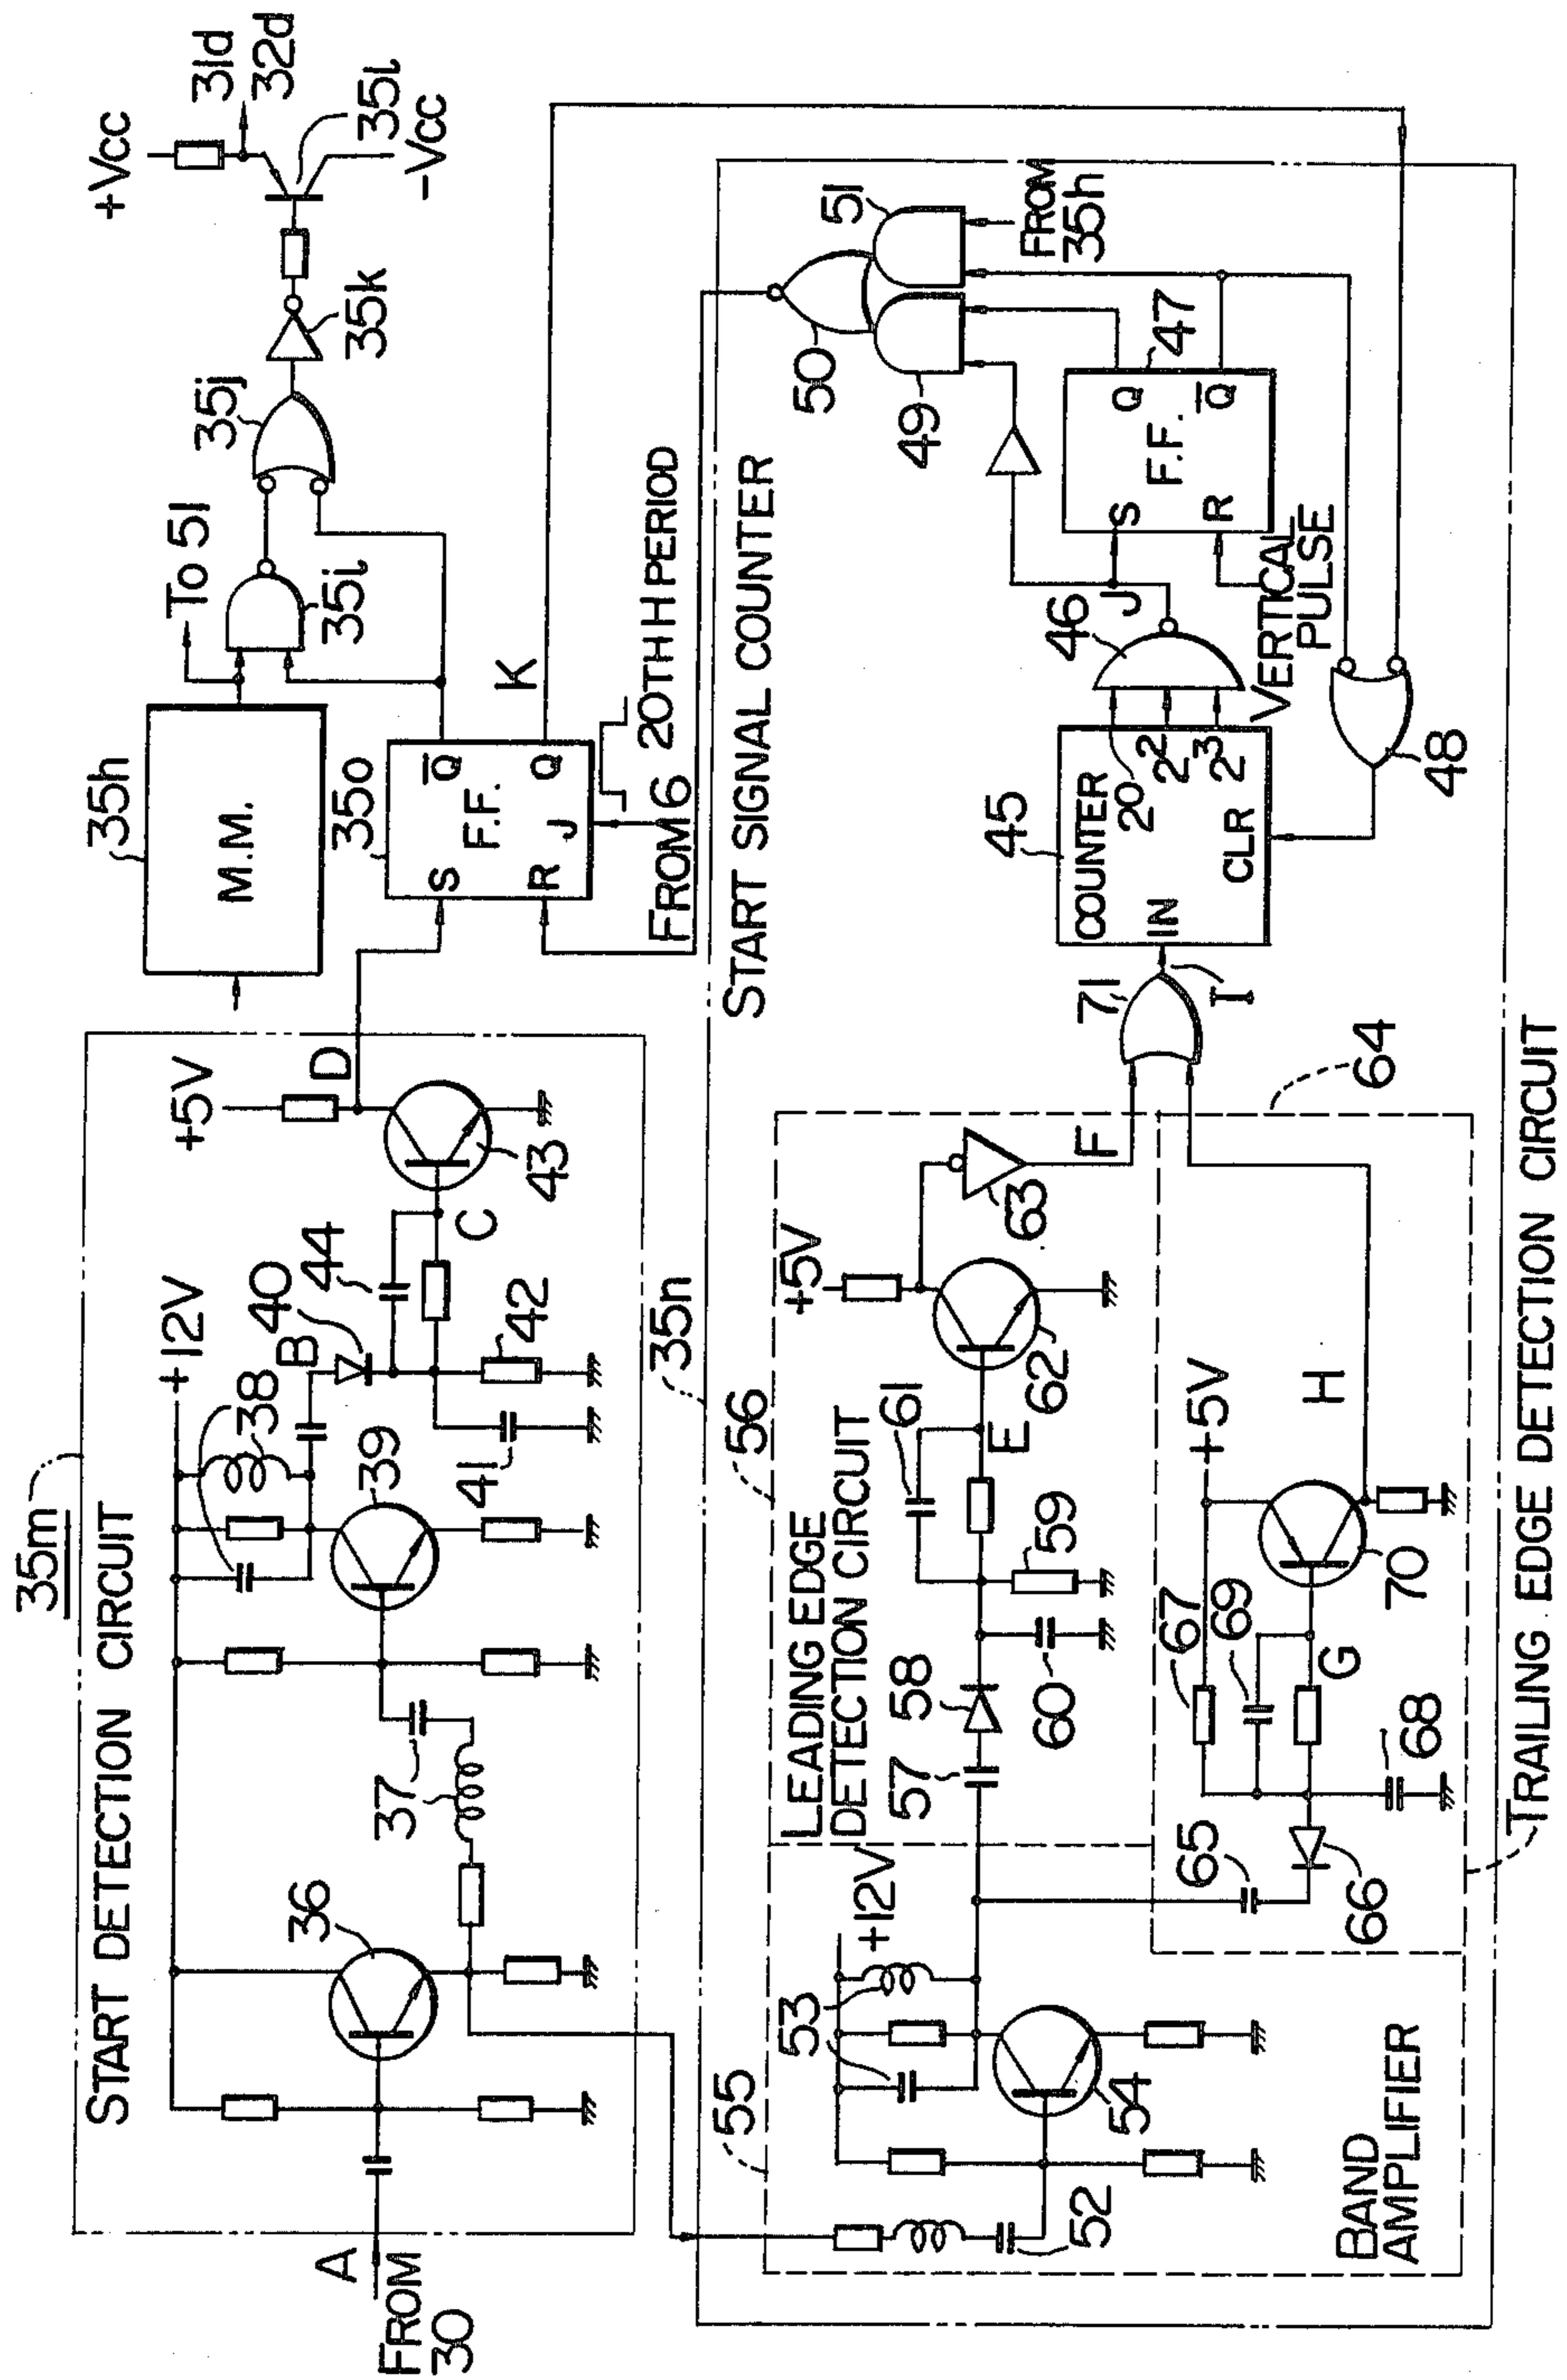 35m
START DETECTION CIRCUIT
A
FROM
30
36
37
+12V
38
39
B
40
41
42
44
C
43
+5V
D
35h
M.M.
To 51
35i
35j
35k
+Vcc
31d
32d
35l
-Vcc
35o
S
R
F.F.
J
Q̅
Q
K
FROM 6
20TH H PERIOD
35n
START SIGNAL COUNTER
55
BAND
AMPLIFIER
52
53
+12V
54
56
LEADING EDGE
DETECTION CIRCUIT
57
58
59
60
61
E
62
+5V
63
F
64
TRAILING EDGE DETECTION CIRCUIT
65
66
67
68
69
G
70
+5V
H
71
I
45
COUNTER
IN
20
2²
2³
CLR
46
J
S
R
F.F.
Q
Q̅
47
VERTICAL
PULSE
48
49
50
51
FROM
35h